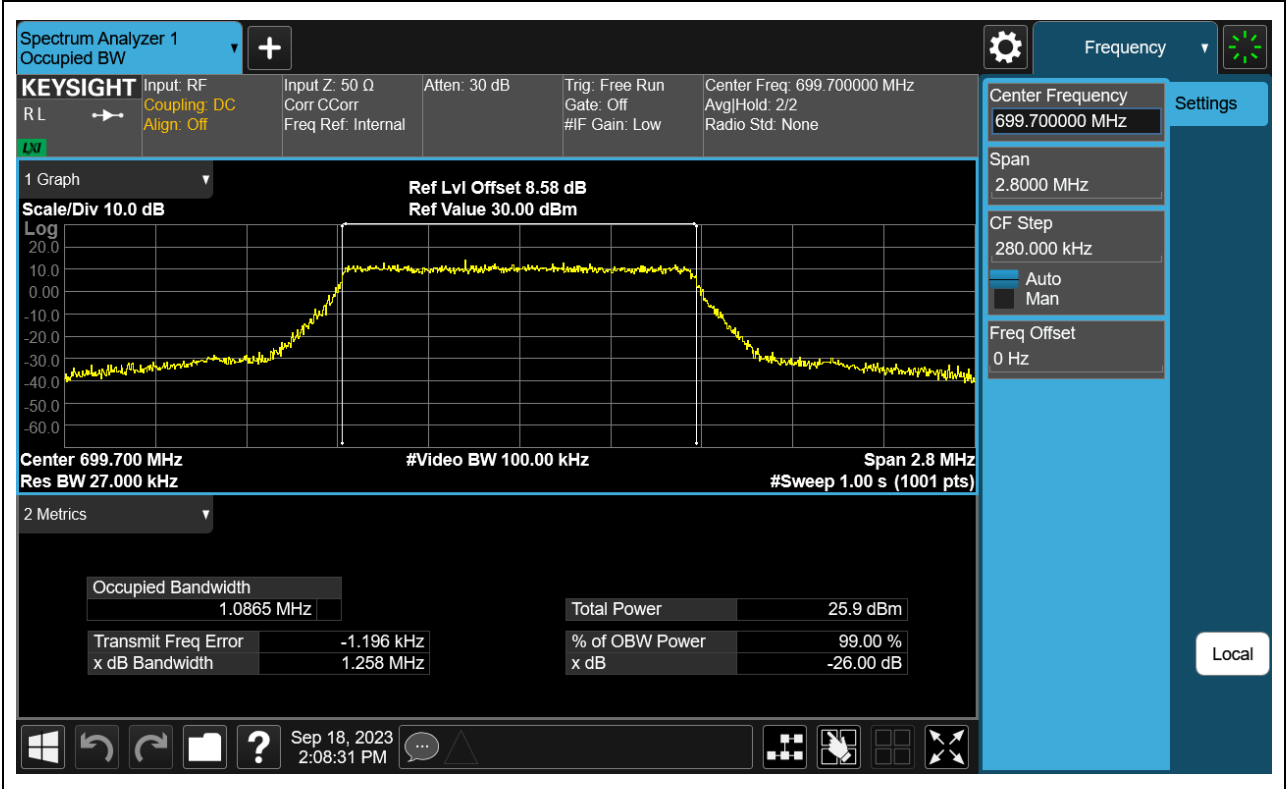 Spectrum Analyzer 1
Occupied BW
+
Frequency
KEYSIGHT
R L
LXI
Input: RF
Coupling: DC
Align: Off
Input Z: 50 Ω
Corr CCorr
Freq Ref: Internal
Atten: 30 dB
Trig: Free Run
Gate: Off
#IF Gain: Low
Center Freq: 699.700000 MHz
Avg|Hold: 2/2
Radio Std: None
Center Frequency
699.700000 MHz
Settings
Span
2.8000 MHz
CF Step
280.000 kHz
Auto
Man
Freq Offset
0 Hz
Local
1 Graph
Ref Lvl Offset 8.58 dB
Scale/Div 10.0 dB
Ref Value 30.00 dBm
Log
20.0
10.0
0.00
-10.0
-20.0
-30.0
-40.0
-50.0
-60.0
Center 699.700 MHz
#Video BW 100.00 kHz
Span 2.8 MHz
Res BW 27.000 kHz
#Sweep 1.00 s (1001 pts)
2 Metrics
Occupied Bandwidth
1.0865 MHz
Total Power 25.9 dBm
Transmit Freq Error -1.196 kHz
% of OBW Power 99.00 %
x dB Bandwidth 1.258 MHz
x dB -26.00 dB
?
Sep 18, 2023
2:08:31 PM